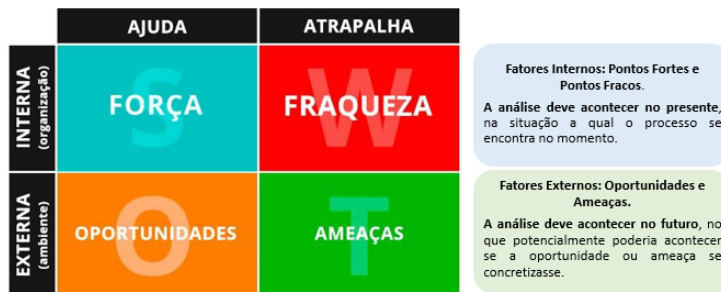 AJUDA
ATRAPALHA
INTERNA
(organização)
S
FORÇA
W
FRAQUEZA
EXTERNA
(ambiente)
O
OPORTUNIDADES
T
AMEAÇAS
Fatores Internos: Pontos Fortes e
Pontos Fracos.
A análise deve acontecer no presente,
na situação a qual o processo se
encontra no momento.
Fatores Externos: Oportunidades e
Ameaças.
A análise deve acontecer no futuro, no
que potencialmente poderia acontecer
se a oportunidade ou ameaça se
concretizasse.